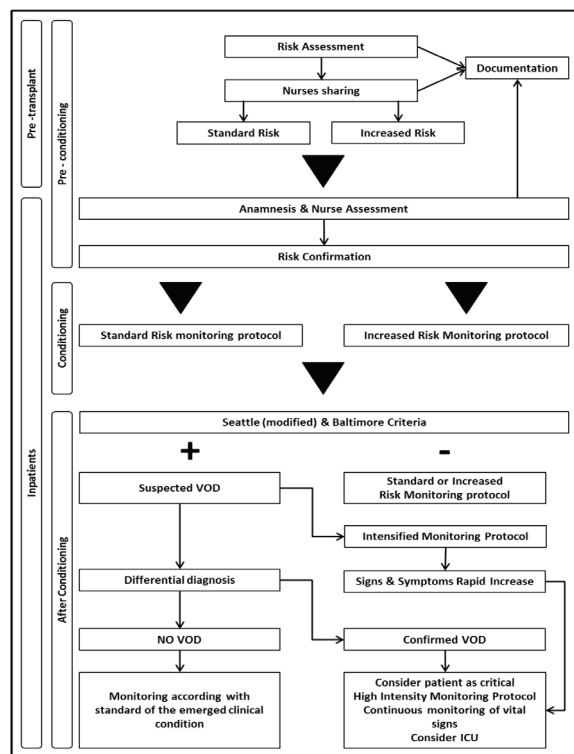 Pre -transplant
Inpatients
Pre - conditioning
Conditioning
After Conditioning
Risk Assessment
Documentation
Nurses sharing
Standard Risk
Increased Risk
Anamnesis & Nurse Assessment
Risk Confirmation
Standard Risk monitoring protocol
Increased Risk Monitoring protocol
Seattle (modified) & Baltimore Criteria
+
-
Suspected VOD
Standard or Increased
Risk Monitoring protocol
Intensified Monitoring Protocol
Differential diagnosis
Signs & Symptoms Rapid Increase
NO VOD
Confirmed VOD
Monitoring according with
standard of the emerged clinical
condition
Consider patient as critical
High Intensity Monitoring Protocol
Continuous monitoring of vital
signs
Consider ICU